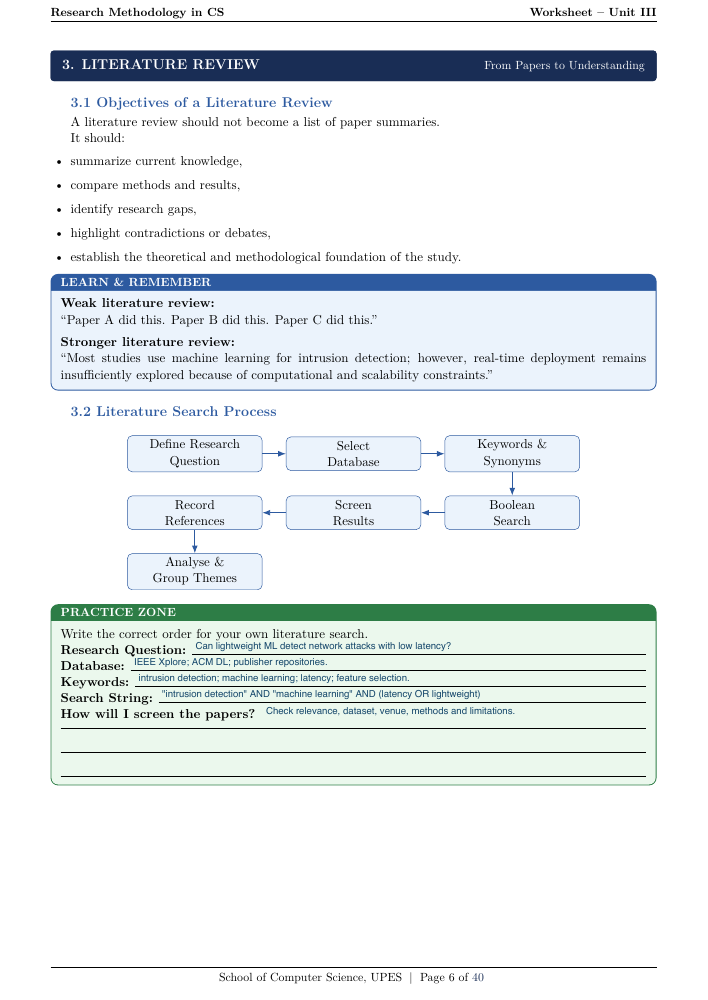 Research Methodology in CS Worksheet – Unit III
3. LITERATURE REVIEW From Papers to Understanding
3.1 Objectives of a Literature Review
A literature review should not become a list of paper summaries.
It should:
• summarize current knowledge,
• compare methods and results,
• identify research gaps,
• highlight contradictions or debates,
• establish the theoretical and methodological foundation of the study.
LEARN & REMEMBER
Weak literature review:
“Paper A did this. Paper B did this. Paper C did this.”
Stronger literature review:
“Most studies use machine learning for intrusion detection; however, real-time deployment remains
insufficiently explored because of computational and scalability constraints.”
3.2 Literature Search Process
Define Research
Question
Select
Database
Keywords &
Synonyms
Boolean
Search
Screen
Results
Record
References
Analyse &
Group Themes
PRACTICE ZONE
Write the correct order for your own literature search.
Research Question: Can lightweight ML detect network attacks with low latency?
Database: IEEE Xplore; ACM DL; publisher repositories.
Keywords: intrusion detection; machine learning; latency; feature selection.
Search String: "intrusion detection" AND "machine learning" AND (latency OR lightweight)
How will I screen the papers? Check relevance, dataset, venue, methods and limitations.
School of Computer Science, UPES | Page 6 of 40